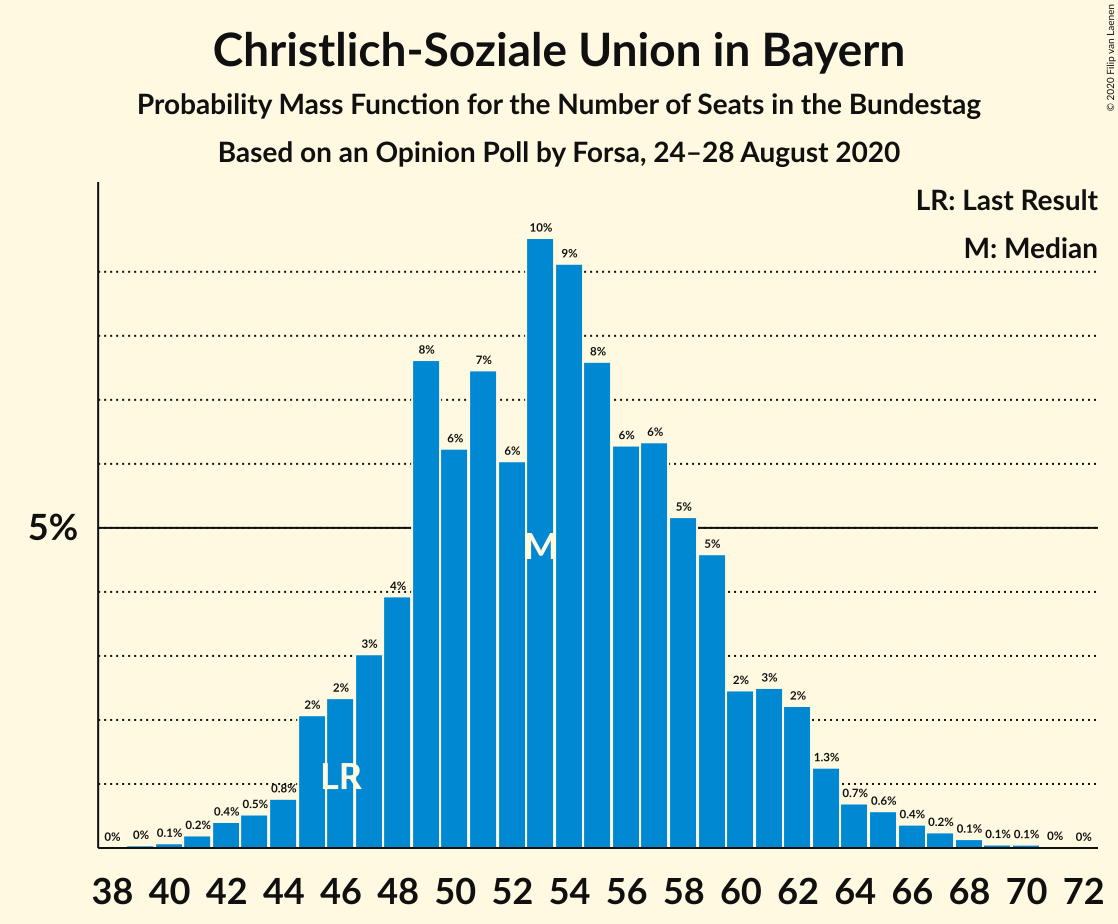 Christlich-Soziale Union in Bayern
Probability Mass Function for the Number of Seats in the Bundestag
Based on an Opinion Poll by Forsa, 24–28 August 2020
© 2020 Filip van Laenen
LR: Last Result
M: Median
5%
0% 0% 0.1% 0.2% 0.4% 0.5% 0.8% 2% 2% 3% 4% 8% 6% 7% 6% 10% 9% 8% 6% 6% 5% 5% 2% 3% 2% 1.3% 0.7% 0.6% 0.4% 0.2% 0.1% 0.1% 0.1% 0% 0%
M
LR
38 40 42 44 46 48 50 52 54 56 58 60 62 64 66 68 70 72